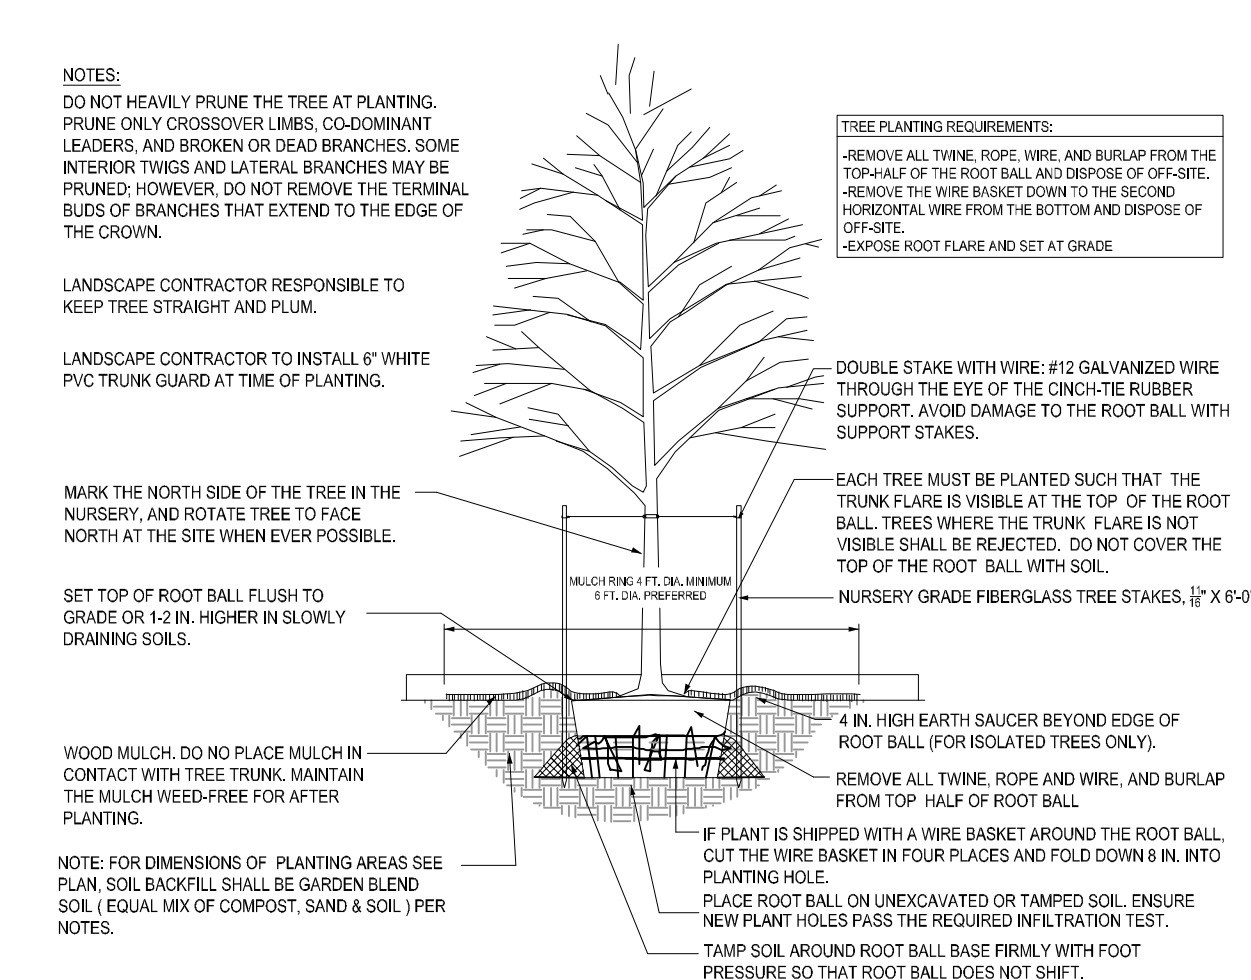 NOTES:
DO NOT HEAVILY PRUNE THE TREE AT PLANTING.
PRUNE ONLY CROSSOVER LIMBS, CO-DOMINANT
LEADERS, AND BROKEN OR DEAD BRANCHES. SOME
INTERIOR TWIGS AND LATERAL BRANCHES MAY BE
PRUNED; HOWEVER, DO NOT REMOVE THE TERMINAL
BUDS OF BRANCHES THAT EXTEND TO THE EDGE OF
THE CROWN.
LANDSCAPE CONTRACTOR RESPONSIBLE TO
KEEP TREE STRAIGHT AND PLUM.
LANDSCAPE CONTRACTOR TO INSTALL 6" WHITE
PVC TRUNK GUARD AT TIME OF PLANTING.
MARK THE NORTH SIDE OF THE TREE IN THE
NURSERY, AND ROTATE TREE TO FACE
NORTH AT THE SITE WHEN EVER POSSIBLE.
SET TOP OF ROOT BALL FLUSH TO
GRADE OR 1-2 IN. HIGHER IN SLOWLY
DRAINING SOILS.
WOOD MULCH. DO NO PLACE MULCH IN
CONTACT WITH TREE TRUNK. MAINTAIN
THE MULCH WEED-FREE FOR AFTER
PLANTING.
NOTE: FOR DIMENSIONS OF PLANTING AREAS SEE
PLAN, SOIL BACKFILL SHALL BE GARDEN BLEND
SOIL ( EQUAL MIX OF COMPOST, SAND & SOIL ) PER
NOTES.
MULCH RING 4 FT. DIA. MINIMUM
6 FT. DIA. PREFERRED
TREE PLANTING REQUIREMENTS:
-REMOVE ALL TWINE, ROPE, WIRE, AND BURLAP FROM THE
TOP-HALF OF THE ROOT BALL AND DISPOSE OF OFF-SITE.
-REMOVE THE WIRE BASKET DOWN TO THE SECOND
HORIZONTAL WIRE FROM THE BOTTOM AND DISPOSE OF
OFF-SITE.
-EXPOSE ROOT FLARE AND SET AT GRADE
DOUBLE STAKE WITH WIRE: #12 GALVANIZED WIRE
THROUGH THE EYE OF THE CINCH-TIE RUBBER
SUPPORT. AVOID DAMAGE TO THE ROOT BALL WITH
SUPPORT STAKES.
EACH TREE MUST BE PLANTED SUCH THAT THE
TRUNK FLARE IS VISIBLE AT THE TOP OF THE ROOT
BALL. TREES WHERE THE TRUNK FLARE IS NOT
VISIBLE SHALL BE REJECTED. DO NOT COVER THE
TOP OF THE ROOT BALL WITH SOIL.
NURSERY GRADE FIBERGLASS TREE STAKES, 11/16" X 6'-0"
4 IN. HIGH EARTH SAUCER BEYOND EDGE OF
ROOT BALL (FOR ISOLATED TREES ONLY).
REMOVE ALL TWINE, ROPE AND WIRE, AND BURLAP
FROM TOP HALF OF ROOT BALL
IF PLANT IS SHIPPED WITH A WIRE BASKET AROUND THE ROOT BALL,
CUT THE WIRE BASKET IN FOUR PLACES AND FOLD DOWN 8 IN. INTO
PLANTING HOLE.
PLACE ROOT BALL ON UNEXCAVATED OR TAMPED SOIL. ENSURE
NEW PLANT HOLES PASS THE REQUIRED INFILTRATION TEST.
TAMP SOIL AROUND ROOT BALL BASE FIRMLY WITH FOOT
PRESSURE SO THAT ROOT BALL DOES NOT SHIFT.